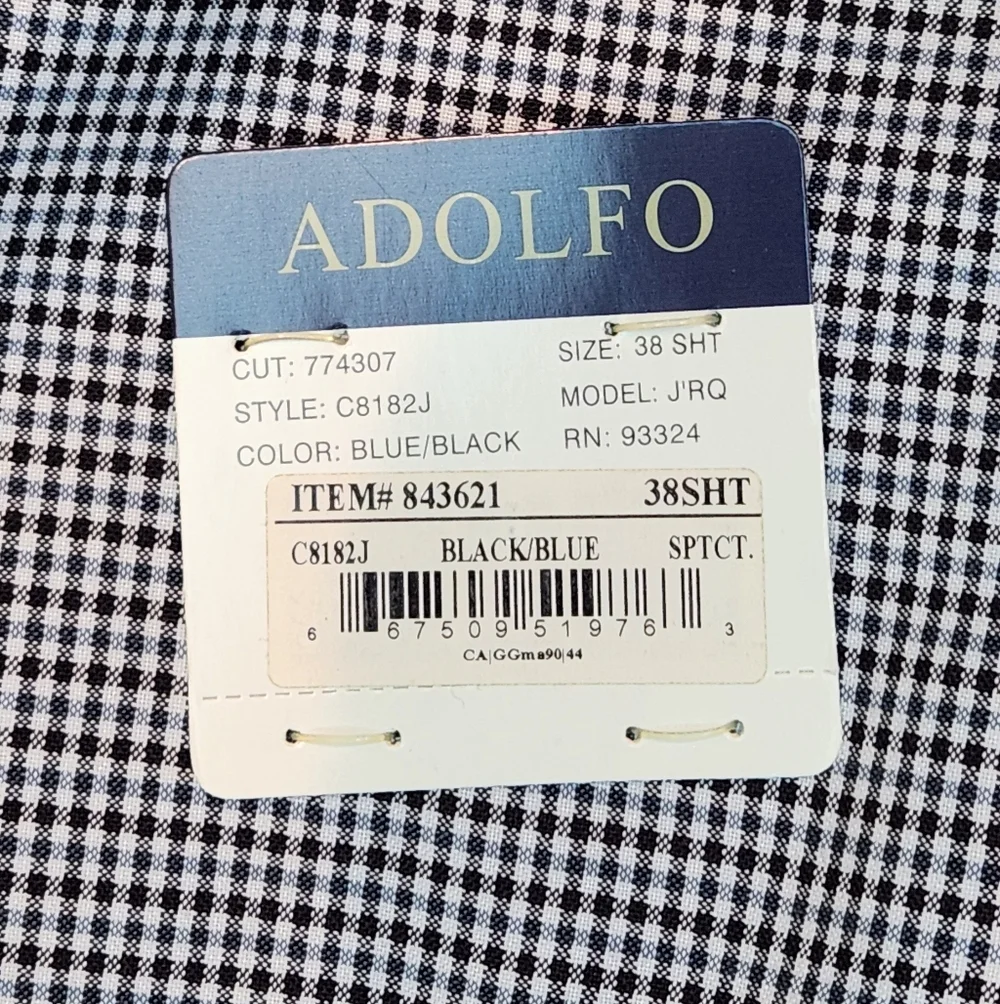 ADOLFO
CUT: 774307 SIZE: 38 SHT
STYLE: C8182J MODEL: J'RQ
COLOR: BLUE/BLACK RN: 93324
ITEM# 843621 38SHT
C8182J BLACK/BLUE SPTCT.
6 67509 51976 3
CA|GGma90|44